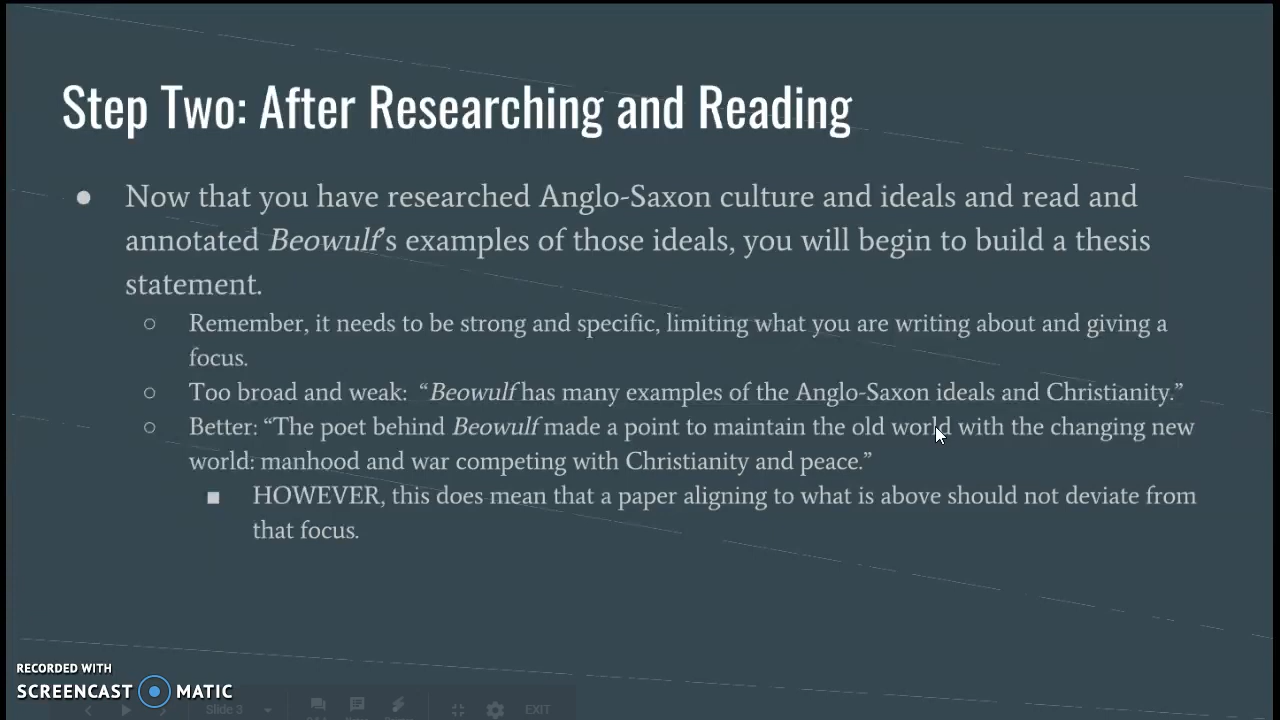 Step Two: After Researching and Reading
● Now that you have researched Anglo-Saxon culture and ideals and read and
annotated Beowulf's examples of those ideals, you will begin to build a thesis
statement.
○ Remember, it needs to be strong and specific, limiting what you are writing about and giving a
focus.
○ Too broad and weak: “Beowulf has many examples of the Anglo-Saxon ideals and Christianity.”
○ Better: “The poet behind Beowulf made a point to maintain the old world with the changing new
world: manhood and war competing with Christianity and peace.”
■ HOWEVER, this does mean that a paper aligning to what is above should not deviate from
that focus.
RECORDED WITH
SCREENCAST MATIC
Slide 3 EXIT